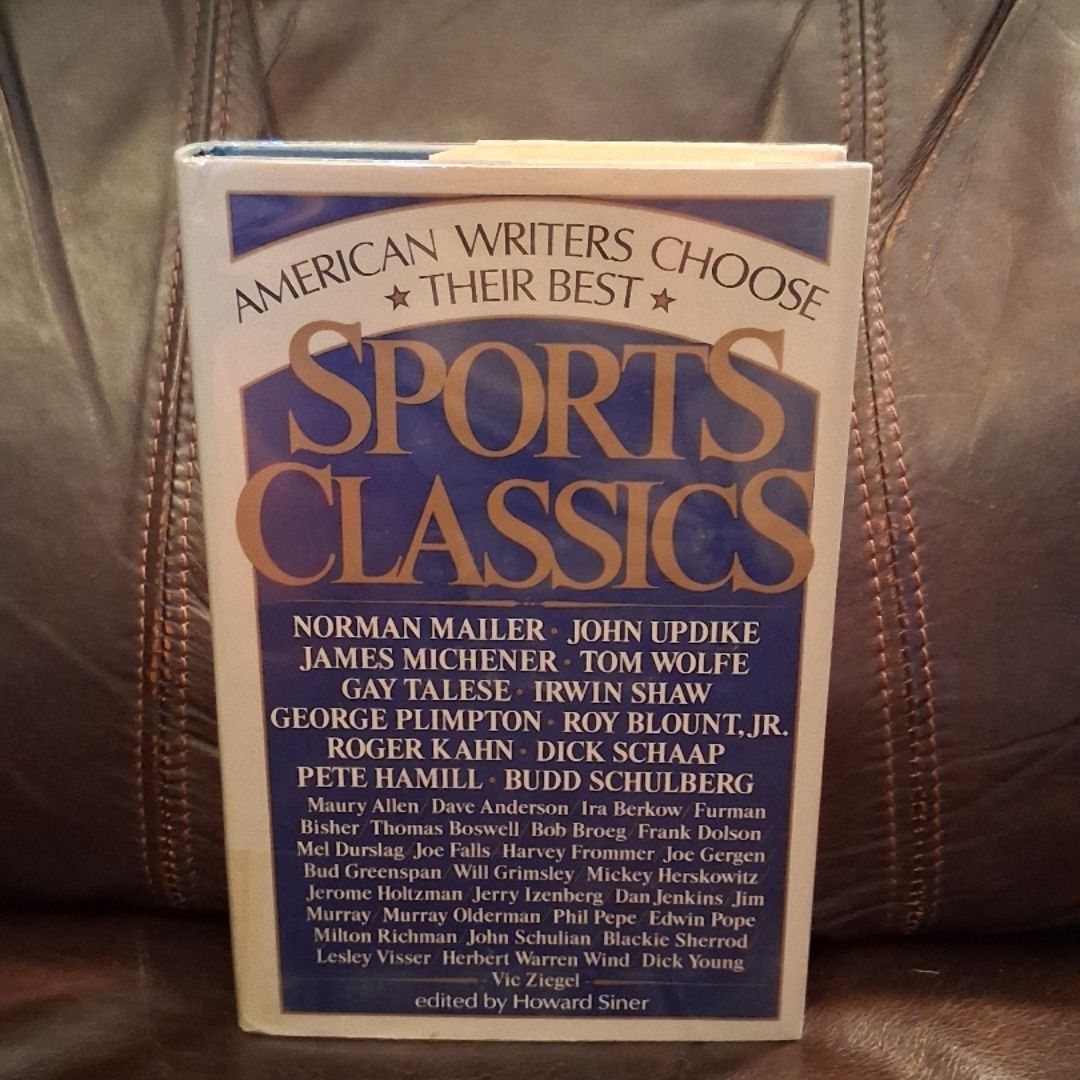 AMERICAN WRITERS CHOOSE
★ THEIR BEST ★
SPORTS
CLASSICS
NORMAN MAILER · JOHN UPDIKE
JAMES MICHENER · TOM WOLFE
GAY TALESE · IRWIN SHAW
GEORGE PLIMPTON · ROY BLOUNT, JR.
ROGER KAHN · DICK SCHAAP
PETE HAMILL · BUDD SCHULBERG
Maury Allen / Dave Anderson / Ira Berkow / Furman
Bisher / Thomas Boswell / Bob Broeg / Frank Dolson
Mel Durslag / Joe Falls / Harvey Frommer / Joe Gergen
Bud Greenspan / Will Grimsley / Mickey Herskowitz
Jerome Holtzman / Jerry Izenberg / Dan Jenkins / Jim
Murray / Murray Olderman / Phil Pepe / Edwin Pope
Milton Richman / John Schulian / Blackie Sherrod
Lesley Visser / Herbert Warren Wind / Dick Young
Vic Ziegel
edited by Howard Siner